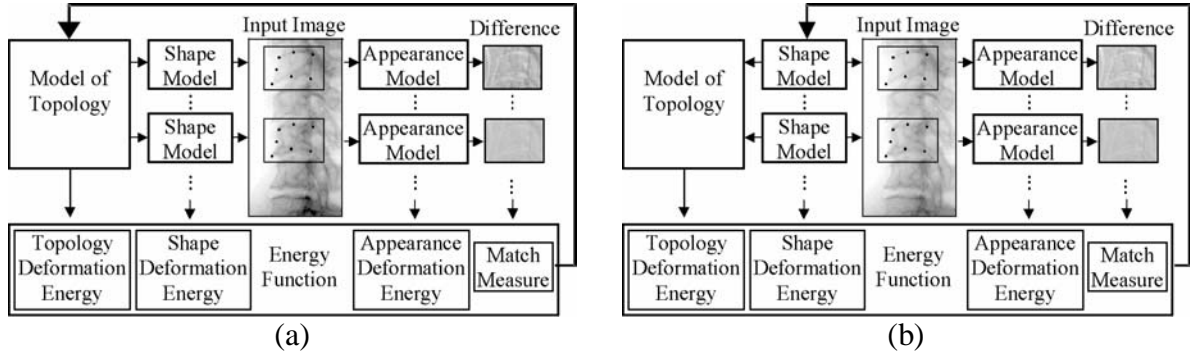 Input Image
Difference
Model of
Topology
Shape
Model
Appearance
Model
Shape
Model
Appearance
Model
Topology
Deformation
Energy
Shape
Deformation
Energy
Energy
Function
Appearance
Deformation
Energy
Match
Measure
(a)
Input Image
Difference
Model of
Topology
Shape
Model
Appearance
Model
Shape
Model
Appearance
Model
Topology
Deformation
Energy
Shape
Deformation
Energy
Energy
Function
Appearance
Deformation
Energy
Match
Measure
(b)